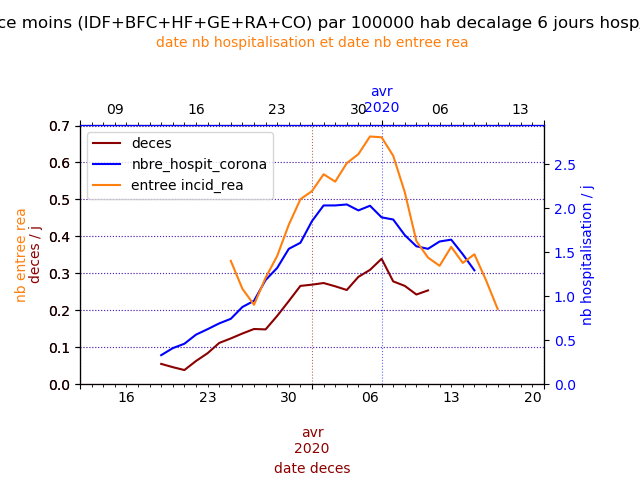 ce moins (IDF+BFC+HF+GE+RA+CO) par 100000 hab decalage 6 jours hosp
date nb hospitalisation et date nb entree rea
avr
2020
09 16 23 30 06 13
0.7
0.6
0.5
0.4
0.3
0.2
0.1
0.0
deces
nbre_hospit_corona
entree incid_rea
nb entree rea
deces / j
2.5
2.0
1.5
1.0
0.5
0.0
nb hospitalisation / j
16 23 30 06 13 20
avr
2020
date deces